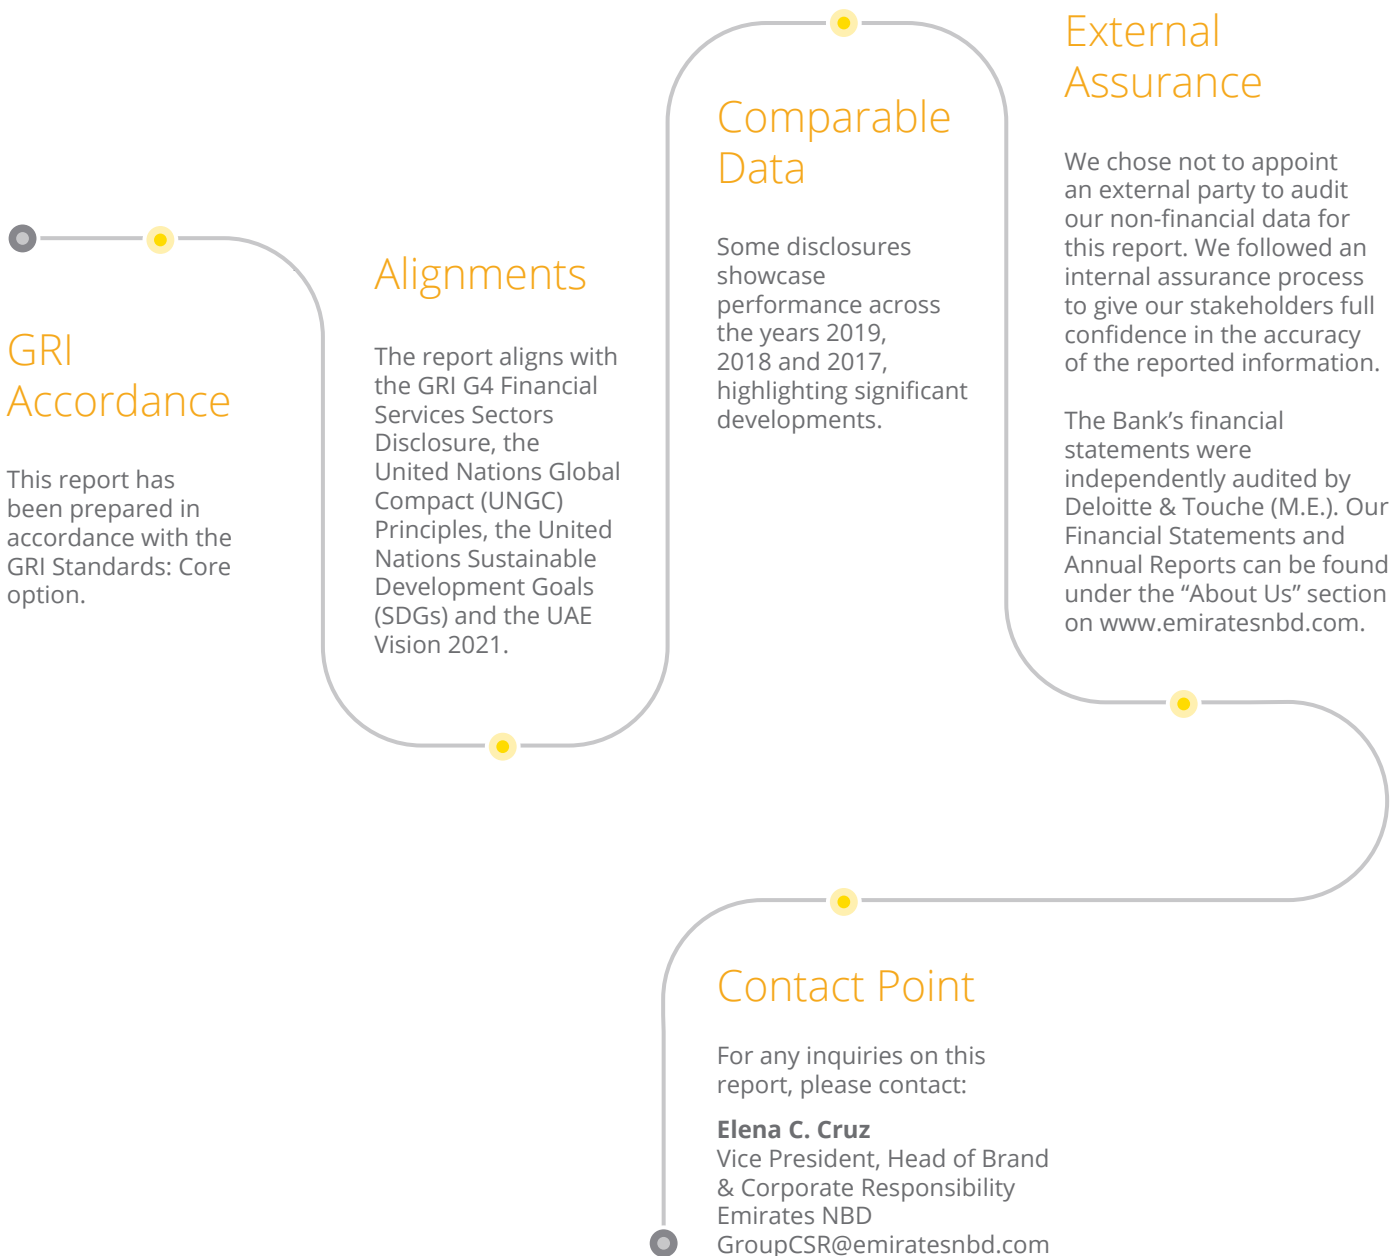 GRI
Accordance
This report has
been prepared in
accordance with the
GRI Standards: Core
option.
Alignments
The report aligns with
the GRI G4 Financial
Services Sectors
Disclosure, the
United Nations Global
Compact (UNGC)
Principles, the United
Nations Sustainable
Development Goals
(SDGs) and the UAE
Vision 2021.
Comparable
Data
Some disclosures
showcase
performance across
the years 2019,
2018 and 2017,
highlighting significant
developments.
External
Assurance
We chose not to appoint
an external party to audit
our non-financial data for
this report. We followed an
internal assurance process
to give our stakeholders full
confidence in the accuracy
of the reported information.
The Bank’s financial
statements were
independently audited by
Deloitte & Touche (M.E.). Our
Financial Statements and
Annual Reports can be found
under the “About Us” section
on www.emiratesnbd.com.
Contact Point
For any inquiries on this
report, please contact:
Elena C. Cruz
Vice President, Head of Brand
& Corporate Responsibility
Emirates NBD
GroupCSR@emiratesnbd.com